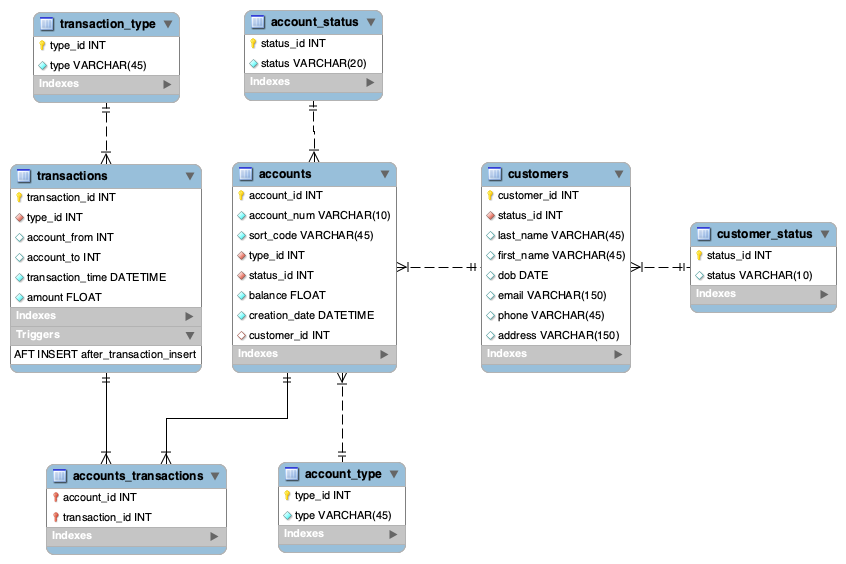 transaction_type
type_id INT
type VARCHAR(45)
Indexes
account_status
status_id INT
status VARCHAR(20)
Indexes
transactions
transaction_id INT
type_id INT
account_from INT
account_to INT
transaction_time DATETIME
amount FLOAT
Indexes
Triggers
AFT INSERT after_transaction_insert
accounts
account_id INT
account_num VARCHAR(10)
sort_code VARCHAR(45)
type_id INT
status_id INT
balance FLOAT
creation_date DATETIME
customer_id INT
Indexes
customers
customer_id INT
status_id INT
last_name VARCHAR(45)
first_name VARCHAR(45)
dob DATE
email VARCHAR(150)
phone VARCHAR(45)
address VARCHAR(150)
Indexes
customer_status
status_id INT
status VARCHAR(10)
Indexes
accounts_transactions
account_id INT
transaction_id INT
Indexes
account_type
type_id INT
type VARCHAR(45)
Indexes